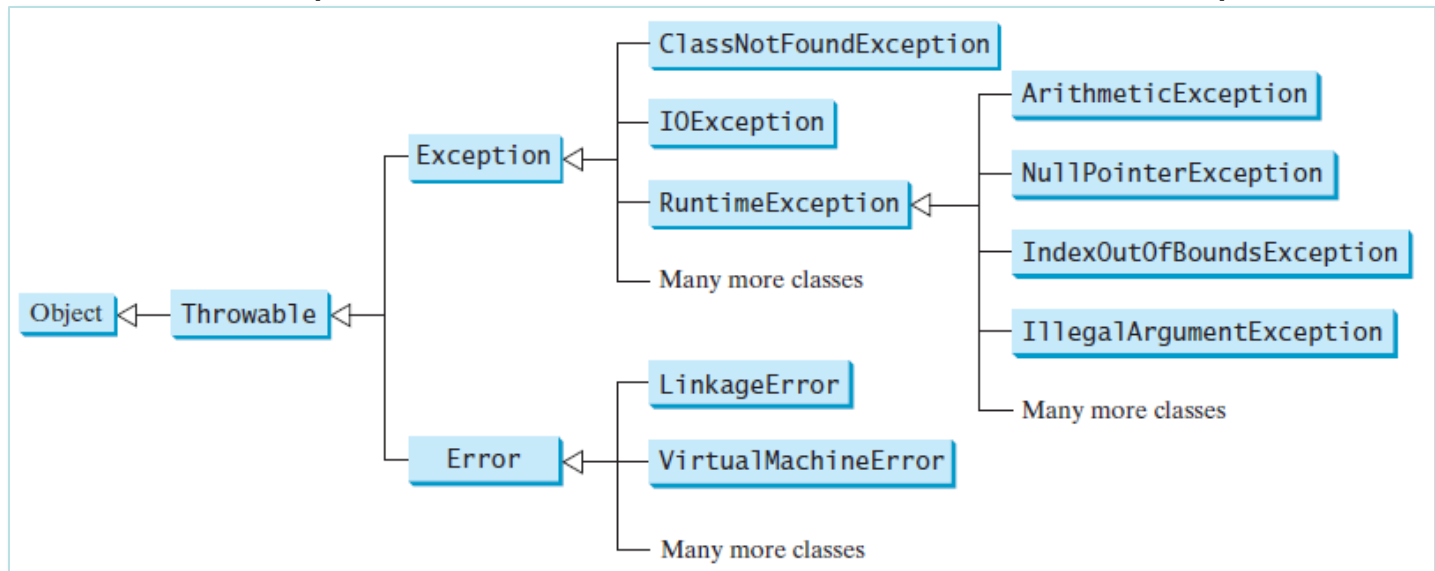 ClassNotFoundException
ArithmeticException
IOException
Exception
NullPointerException
RuntimeException
IndexOutOfBoundsException
Many more classes
Object
Throwable
IllegalArgumentException
LinkageError
Many more classes
Error
VirtualMachineError
Many more classes